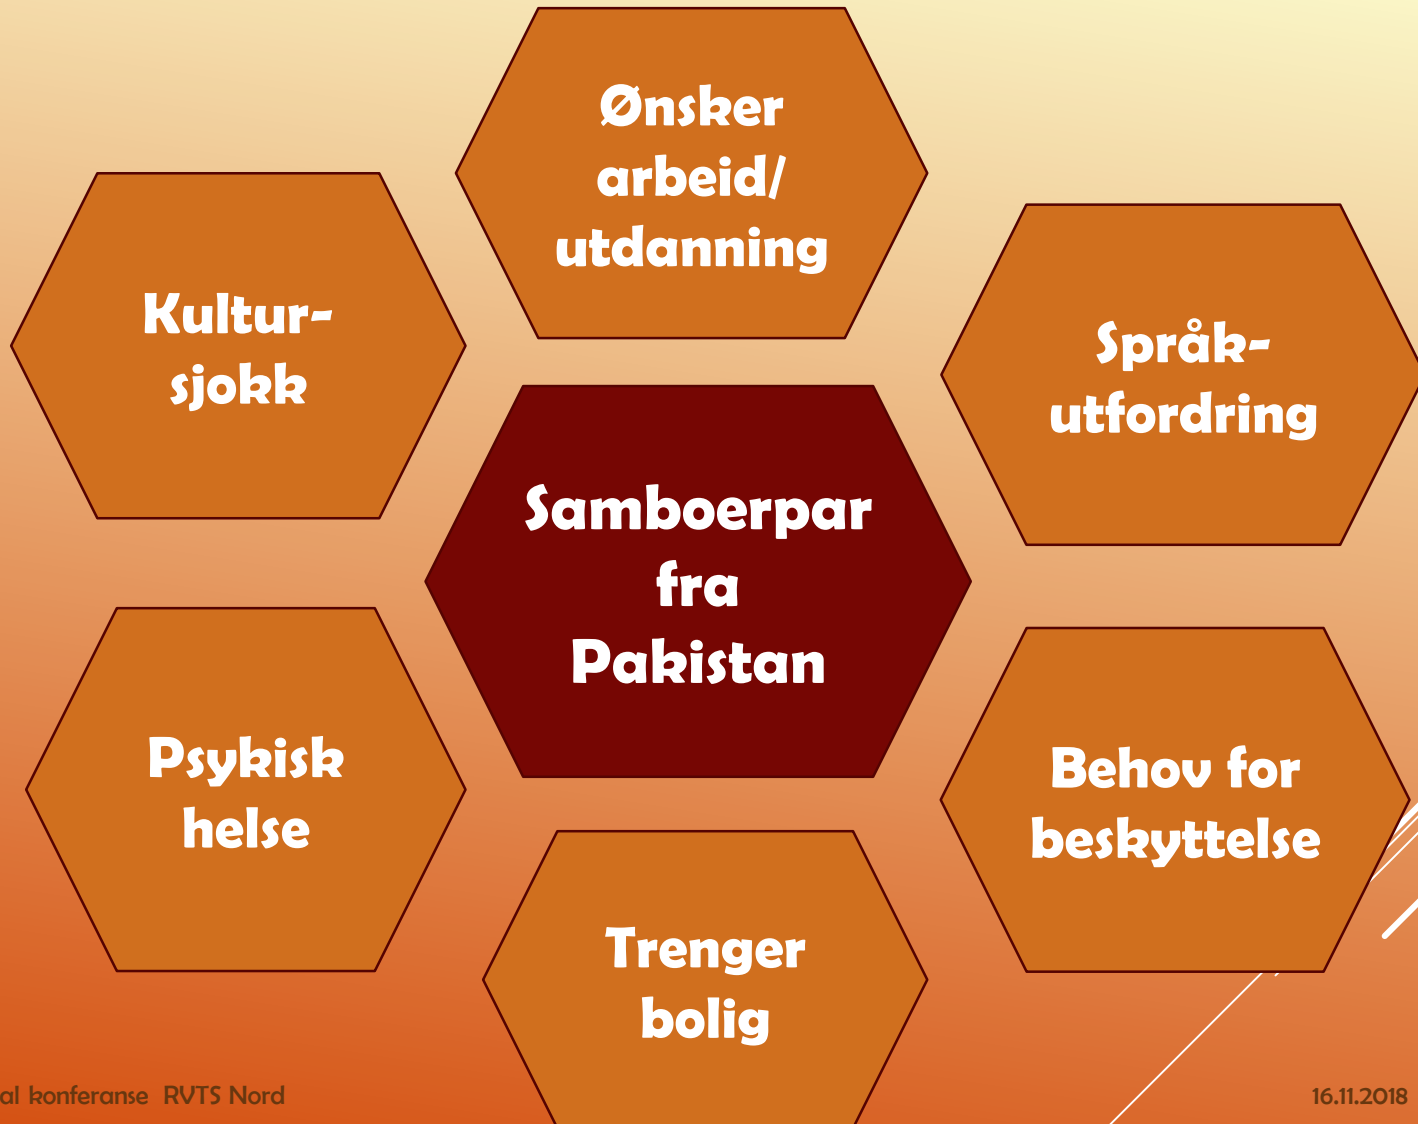 Ønsker
arbeid/
utdanning
Kultur-
sjokk
Språk-
utfordring
Samboerpar
fra
Pakistan
Psykisk
helse
Behov for
beskyttelse
Trenger
bolig
al konferanse RVTS Nord
16.11.2018